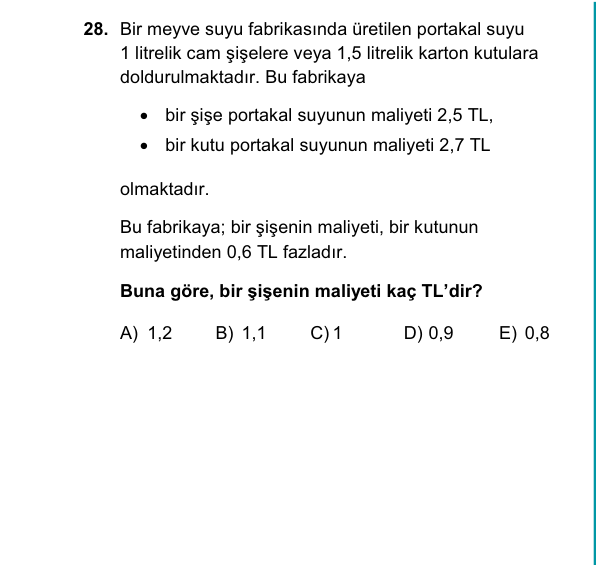 28. Bir meyve suyu fabrikasında üretilen portakal suyu
1 litrelik cam şişelere veya 1,5 litrelik karton kutulara
doldurulmaktadır. Bu fabrikaya
• bir şişe portakal suyunun maliyeti 2,5 TL,
• bir kutu portakal suyunun maliyeti 2,7 TL
olmaktadır.
Bu fabrikaya; bir şişenin maliyeti, bir kutunun
maliyetinden 0,6 TL fazladır.
Buna göre, bir şişenin maliyeti kaç TL’dir?
A) 1,2 B) 1,1 C) 1 D) 0,9 E) 0,8